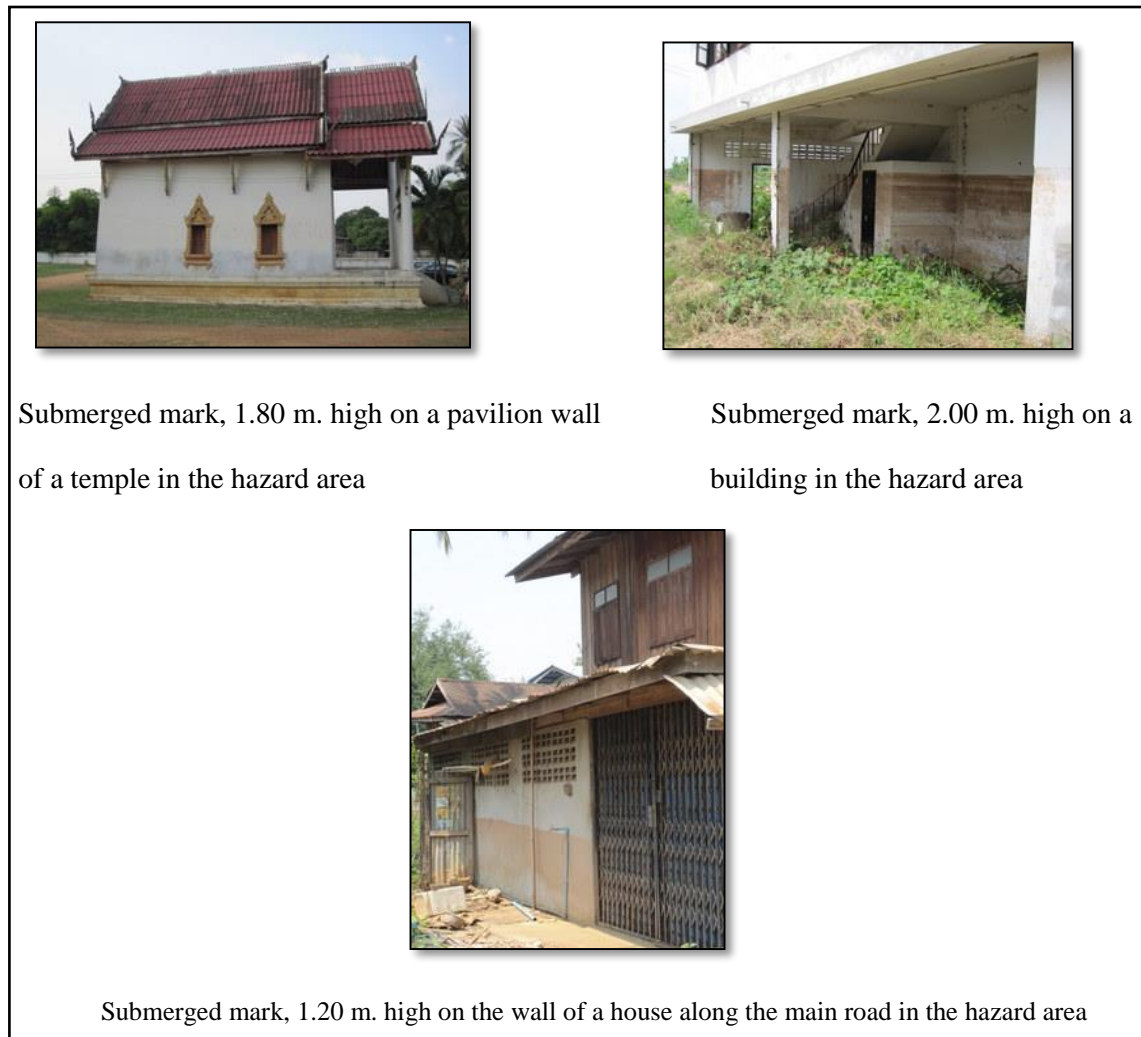 Submerged mark, 1.80 m. high on a pavilion wall
of a temple in the hazard area
Submerged mark, 2.00 m. high on a
building in the hazard area
Submerged mark, 1.20 m. high on the wall of a house along the main road in the hazard area